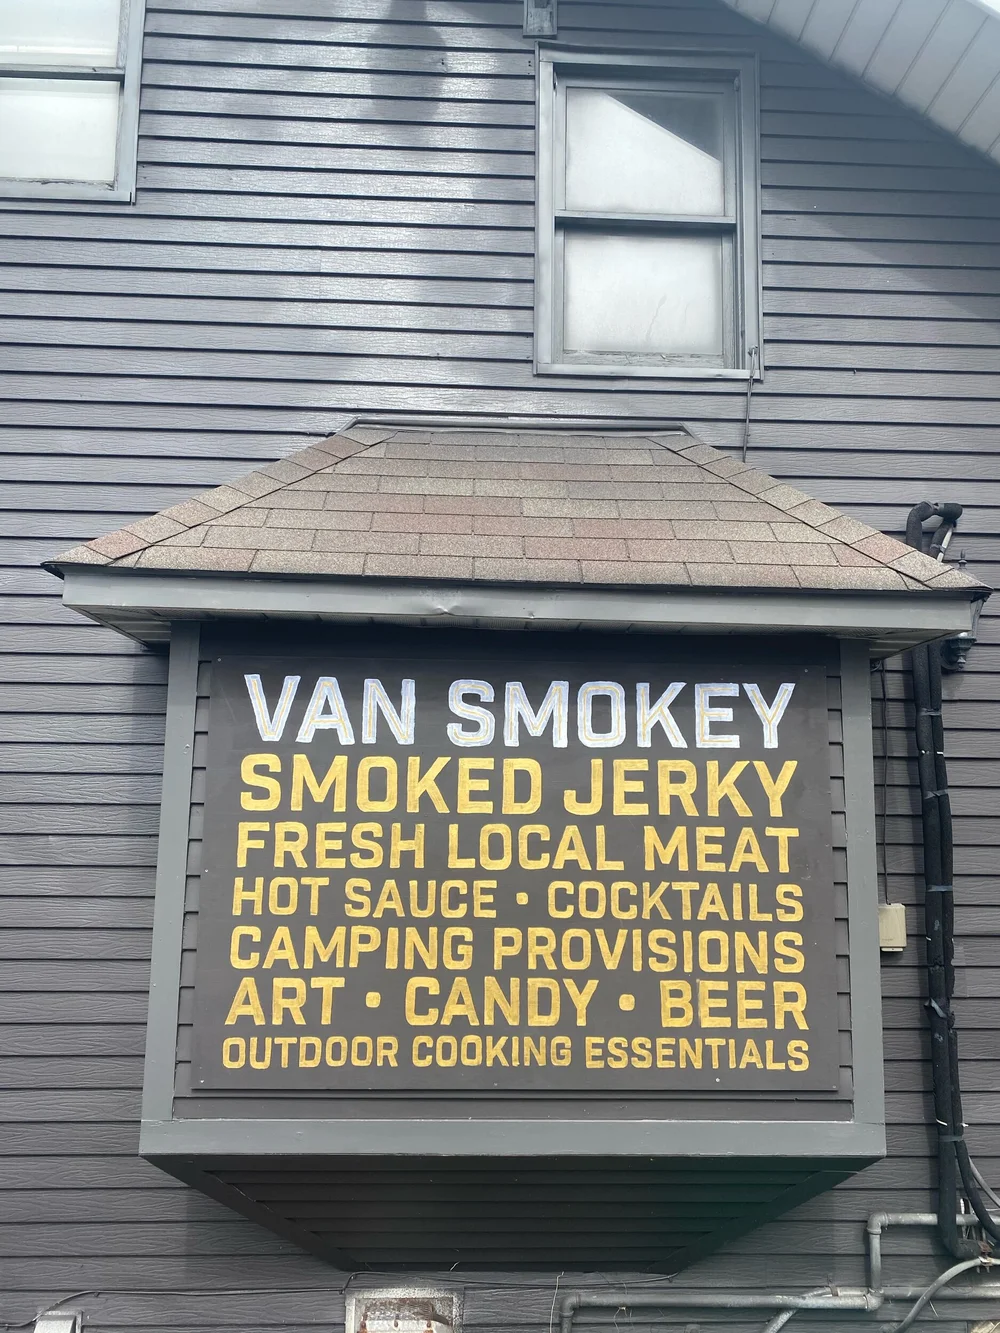 VAN SMOKEY
SMOKED JERKY
FRESH LOCAL MEAT
HOT SAUCE • COCKTAILS
CAMPING PROVISIONS
ART • CANDY • BEER
OUTDOOR COOKING ESSENTIALS